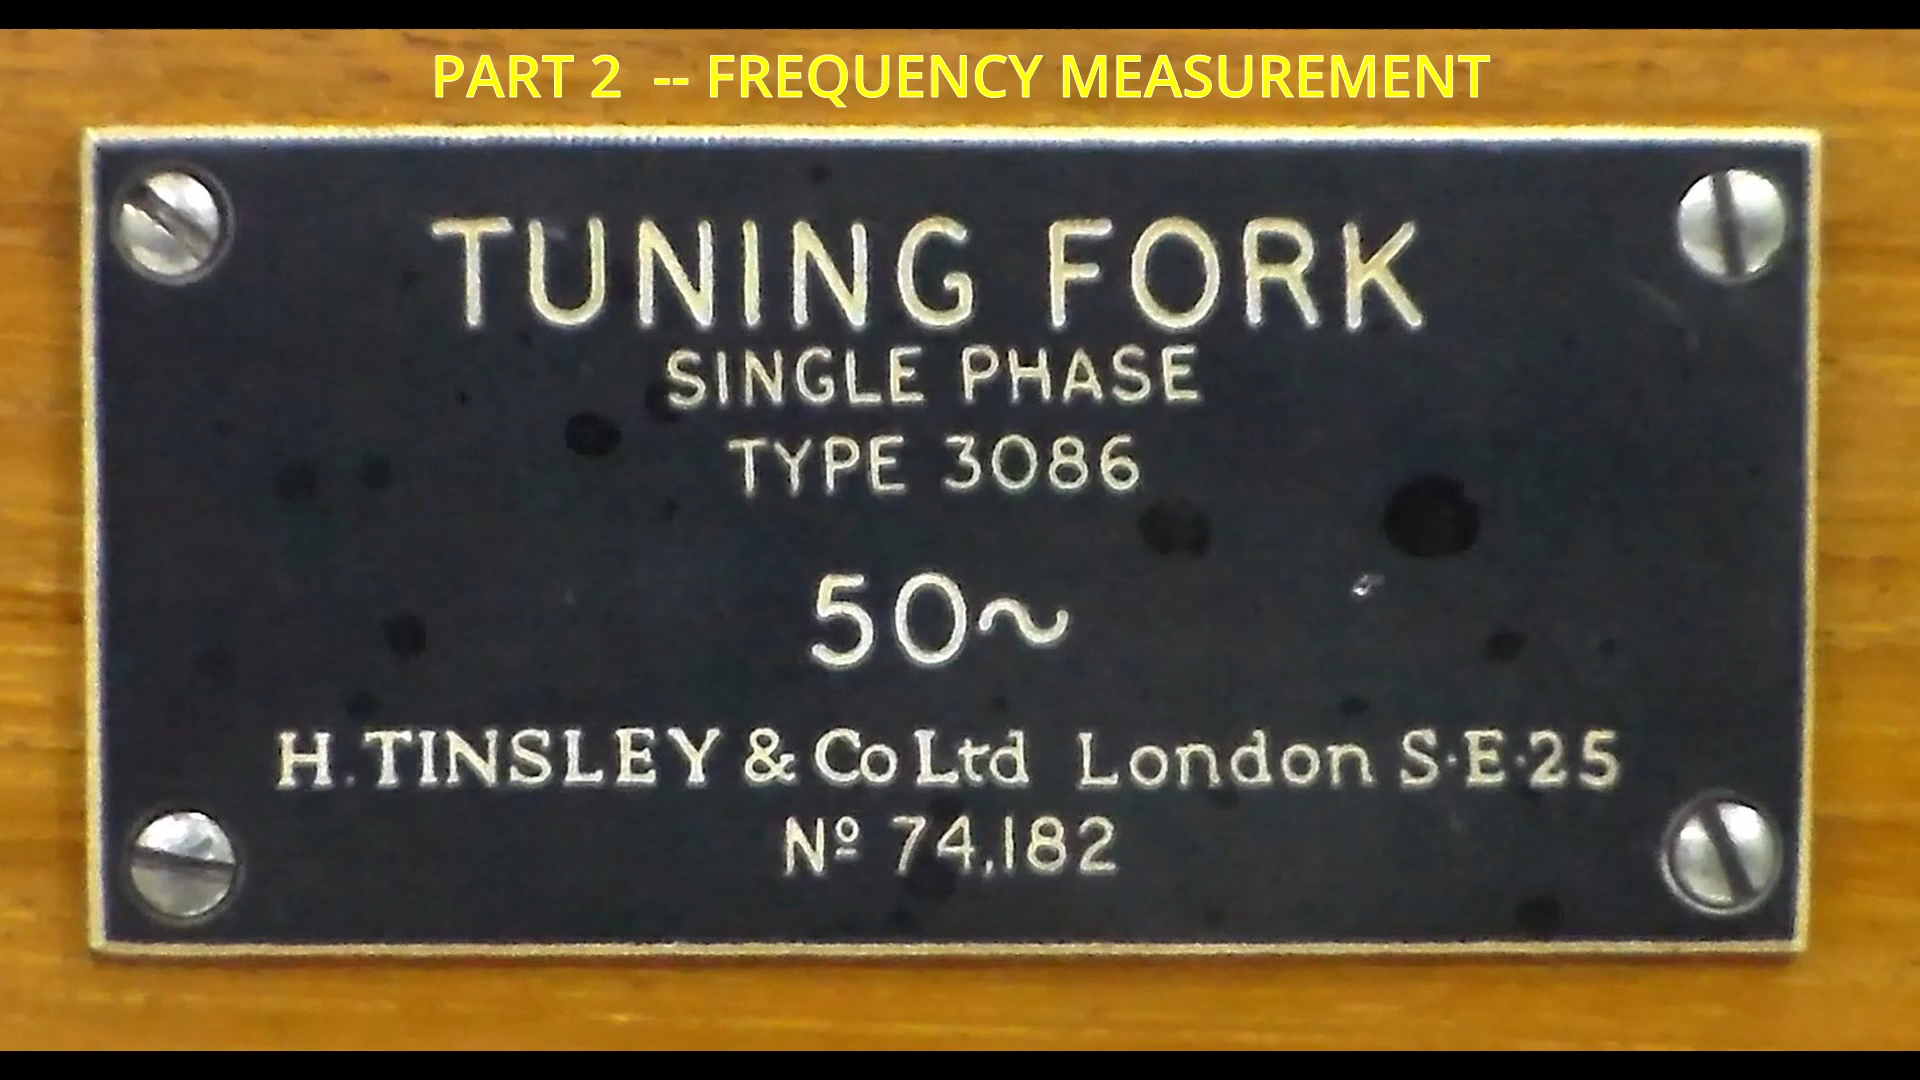 PART 2 -- FREQUENCY MEASUREMENT
TUNING FORK
SINGLE PHASE
TYPE 3086
50~
H.TINSLEY & Co Ltd London S·E·25
Nº 74,182